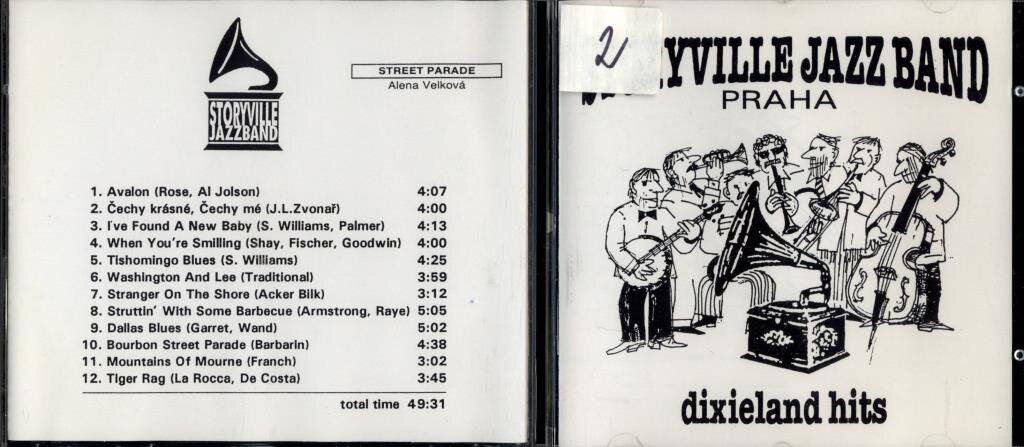 STORYVILLE
JAZZBAND
STREET PARADE
Alena Velková
1. Avalon (Rose, Al Jolson) 4:07
2. Čechy krásné, Čechy mé (J.L.Zvonař) 4:00
3. I've Found A New Baby (S. Williams, Palmer) 4:13
4. When You're Smilling (Shay, Fischer, Goodwin) 4:00
5. Tishomingo Blues (S. Williams) 4:25
6. Washington And Lee (Traditional) 3:59
7. Stranger On The Shore (Acker Bilk) 3:12
8. Struttin' With Some Barbecue (Armstrong, Raye) 5:05
9. Dallas Blues (Garret, Wand) 5:02
10. Bourbon Street Parade (Barbarin) 4:38
11. Mountains Of Mourne (Franch) 3:02
12. Tiger Rag (La Rocca, De Costa) 3:45
total time 49:31
2
STORYVILLE JAZZ BAND
PRAHA
dixieland hits